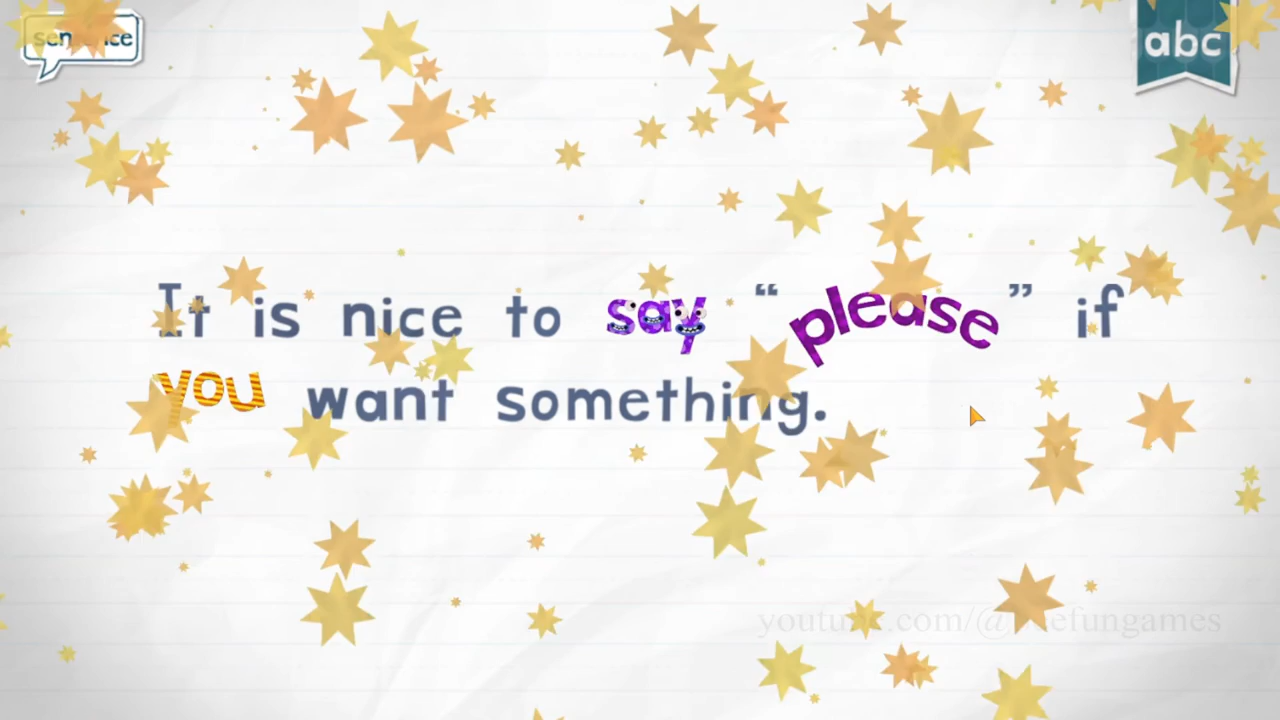 sentence
abc
It is nice to say “please” if
you want something.